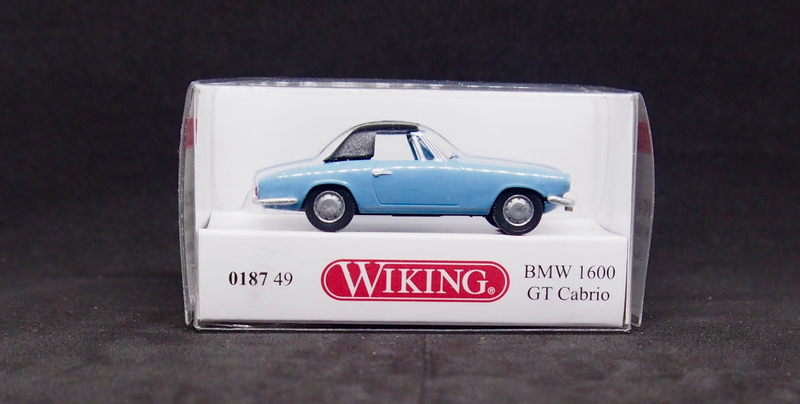 0187 49
WIKING®
BMW 1600
GT Cabrio